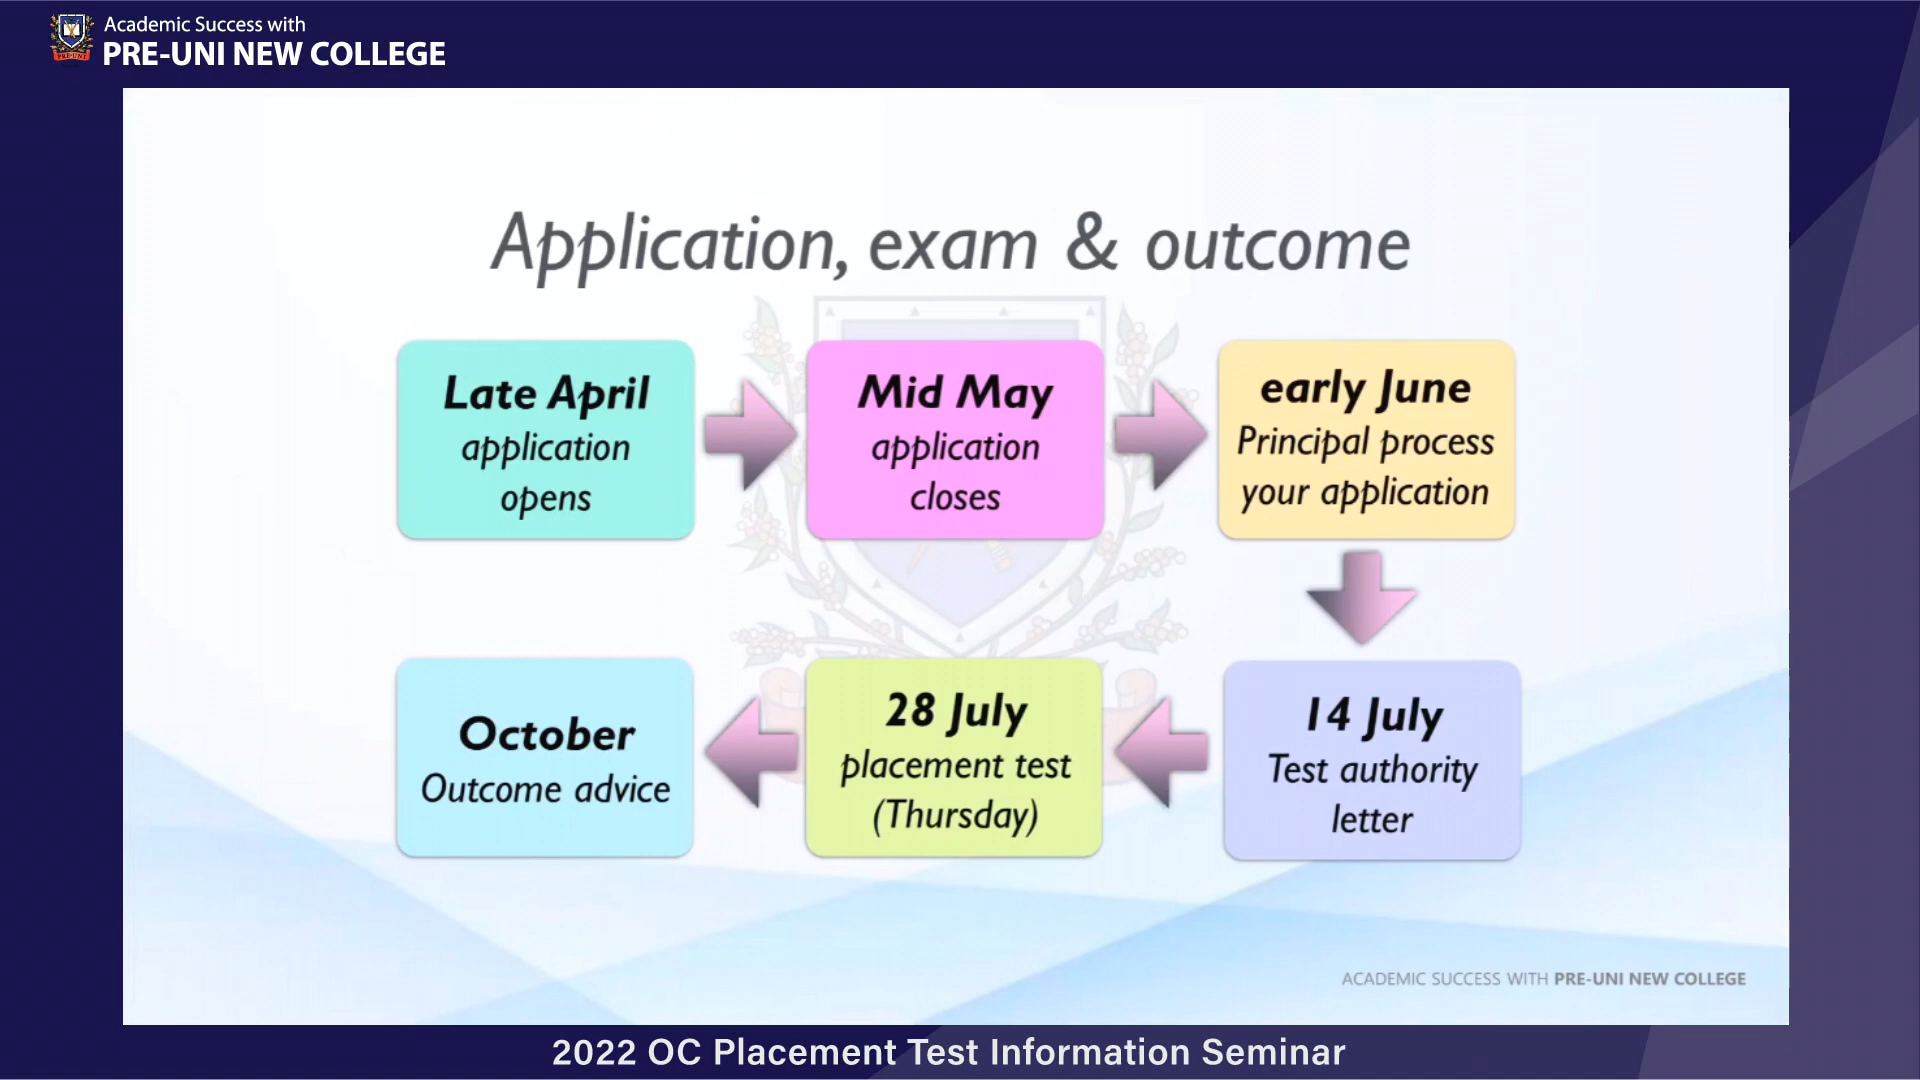 Academic Success with
PRE-UNI NEW COLLEGE
Application, exam & outcome
Late April
application
opens
Mid May
application
closes
early June
Principal process
your application
14 July
Test authority
letter
28 July
placement test
(Thursday)
October
Outcome advice
ACADEMIC SUCCESS WITH PRE-UNI NEW COLLEGE
2022 OC Placement Test Information Seminar